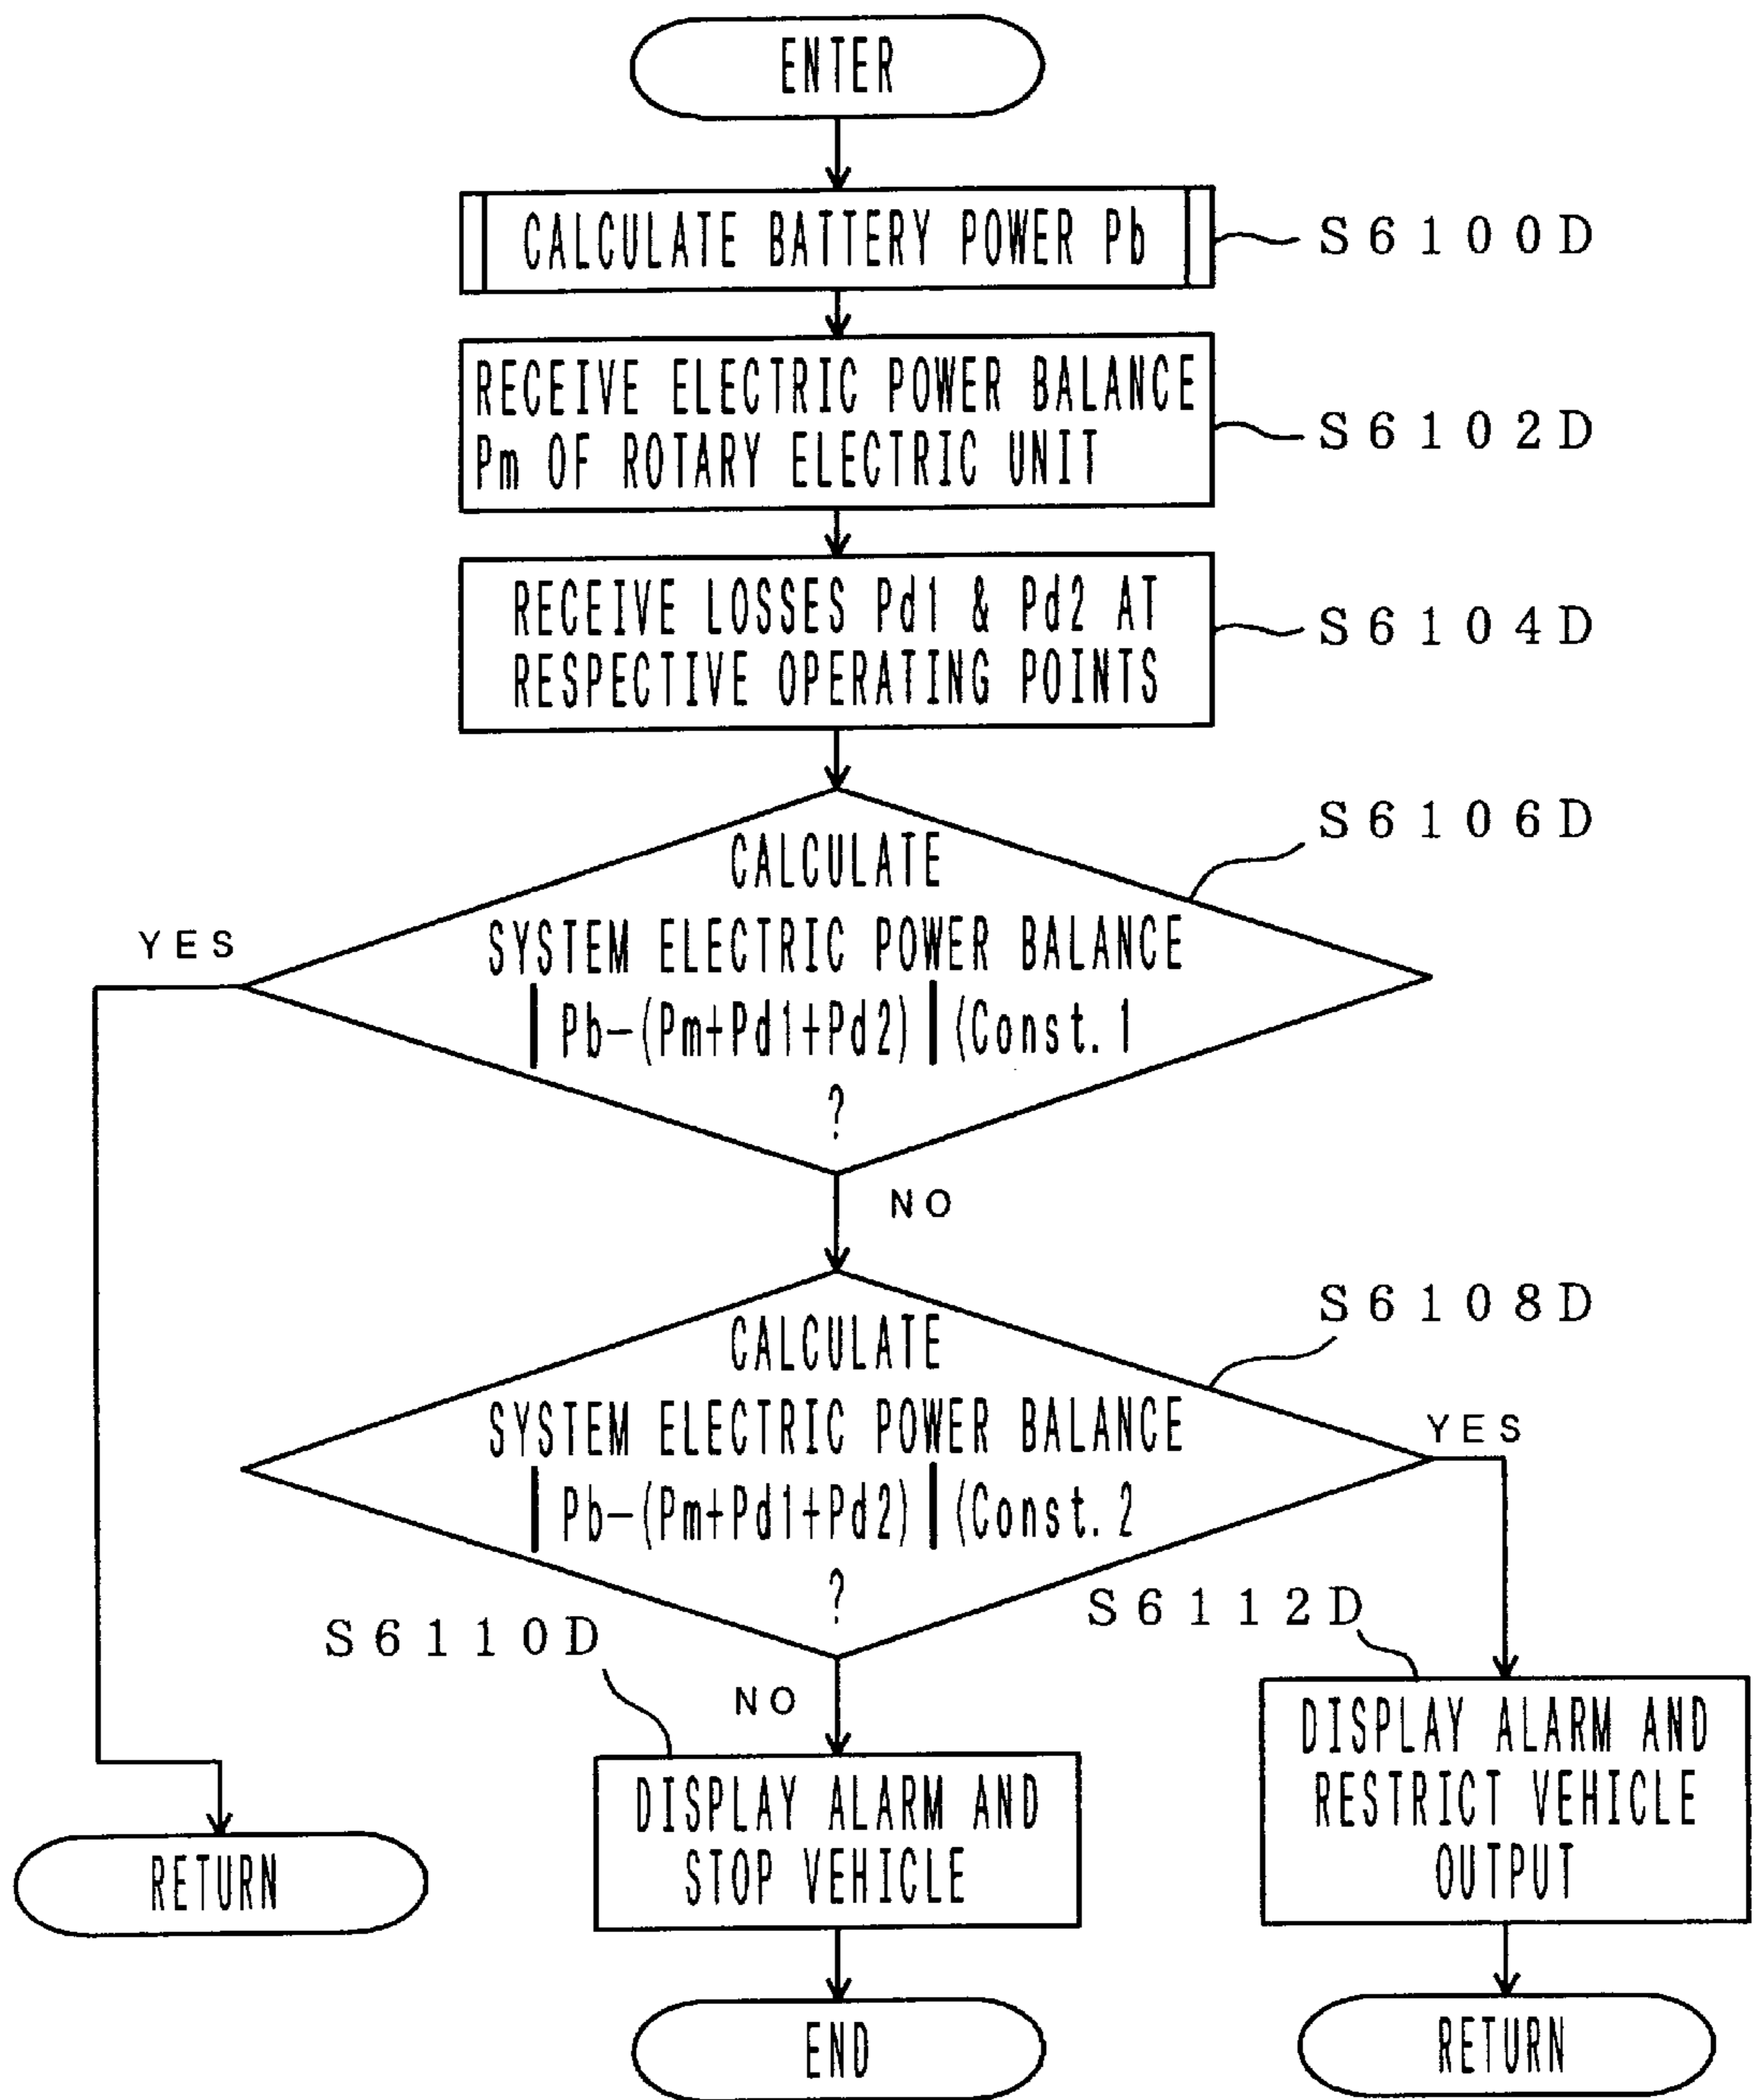 ENTER
CALCULATE BATTERY POWER Pb
S6100D
RECEIVE ELECTRIC POWER BALANCE
Pm OF ROTARY ELECTRIC UNIT
S6102D
RECEIVE LOSSES Pd1 & Pd2 AT
RESPECTIVE OPERATING POINTS
S6104D
S6106D
CALCULATE
SYSTEM ELECTRIC POWER BALANCE
|Pb-(Pm+Pd1+Pd2)|<Const.1
?
YES
NO
S6108D
CALCULATE
SYSTEM ELECTRIC POWER BALANCE
|Pb-(Pm+Pd1+Pd2)|<Const.2
?
YES
NO
S6110D
S6112D
DISPLAY ALARM AND
STOP VEHICLE
DISPLAY ALARM AND
RESTRICT VEHICLE
OUTPUT
RETURN
END
RETURN